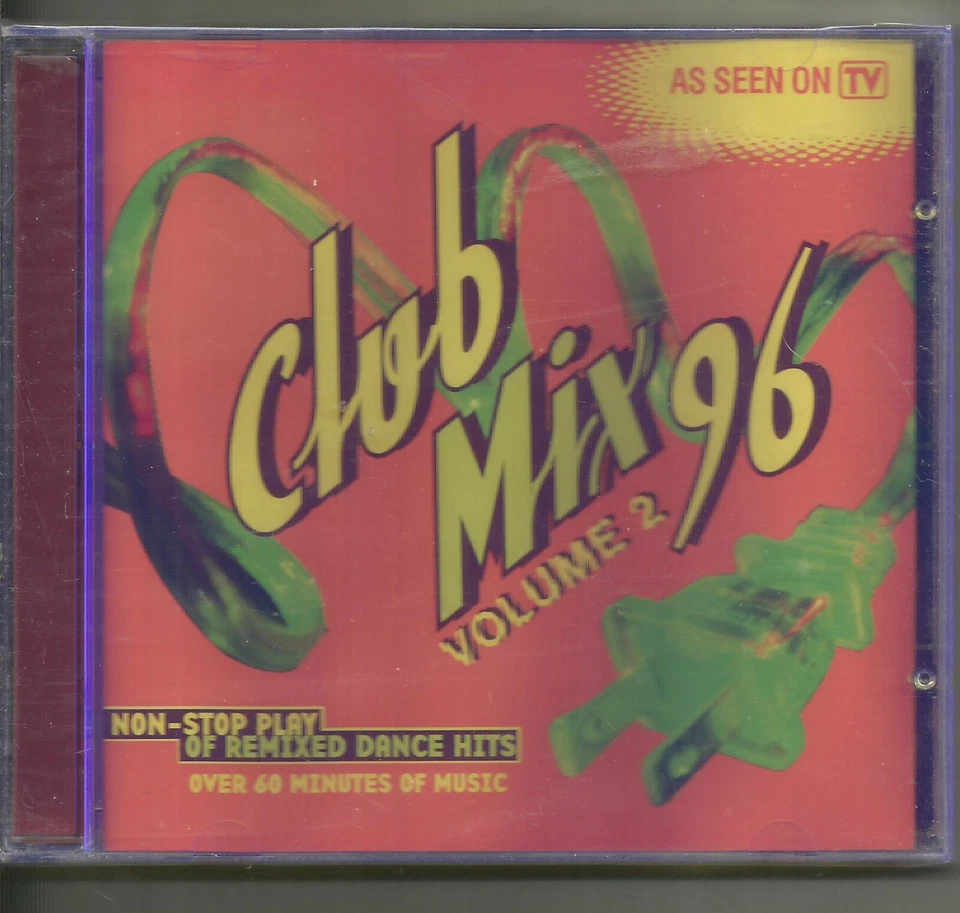 AS SEEN ON TV
Club
Mix 96
VOLUME 2
NON-STOP PLAY
OF REMIXED DANCE HITS
OVER 60 MINUTES OF MUSIC